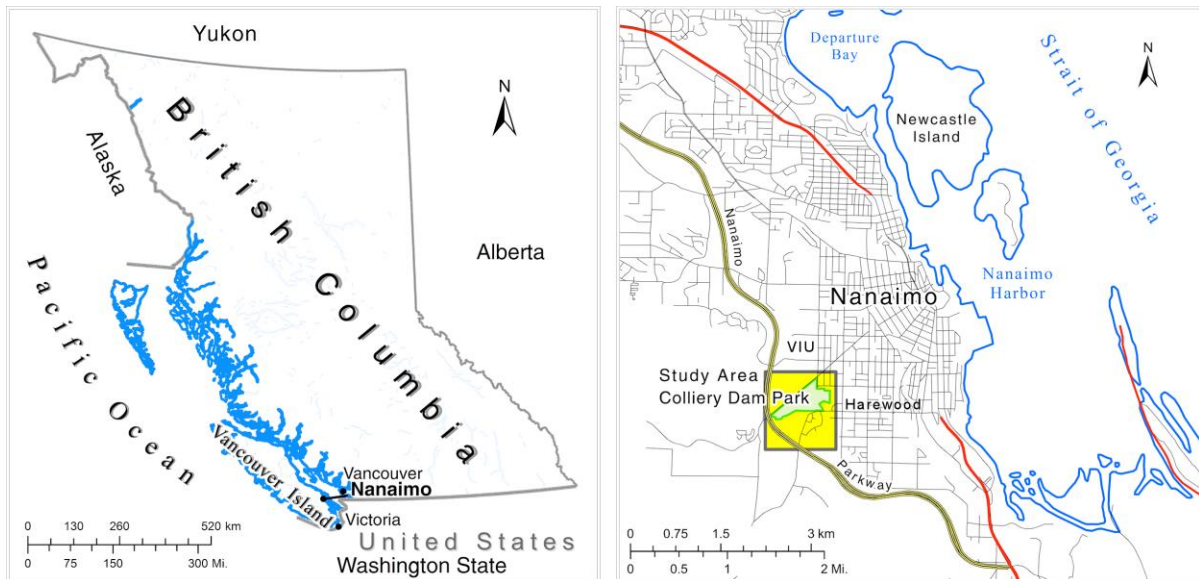 Yukon
N
British Columbia
Alaska
Alberta
Pacific Ocean
Vancouver Island
Vancouver
Nanaimo
Victoria
United States
Washington State
0 130 260 520 km
0 75 150 300 Mi.
Departure
Bay
Strait of Georgia
N
Newcastle
Island
Nanaimo
Nanaimo
Harbor
Nanaimo
VIU
Study Area
Colliery Dam Park
Harewood
Parkway
0 0.75 1.5 3 km
0 0.5 1 2 Mi.